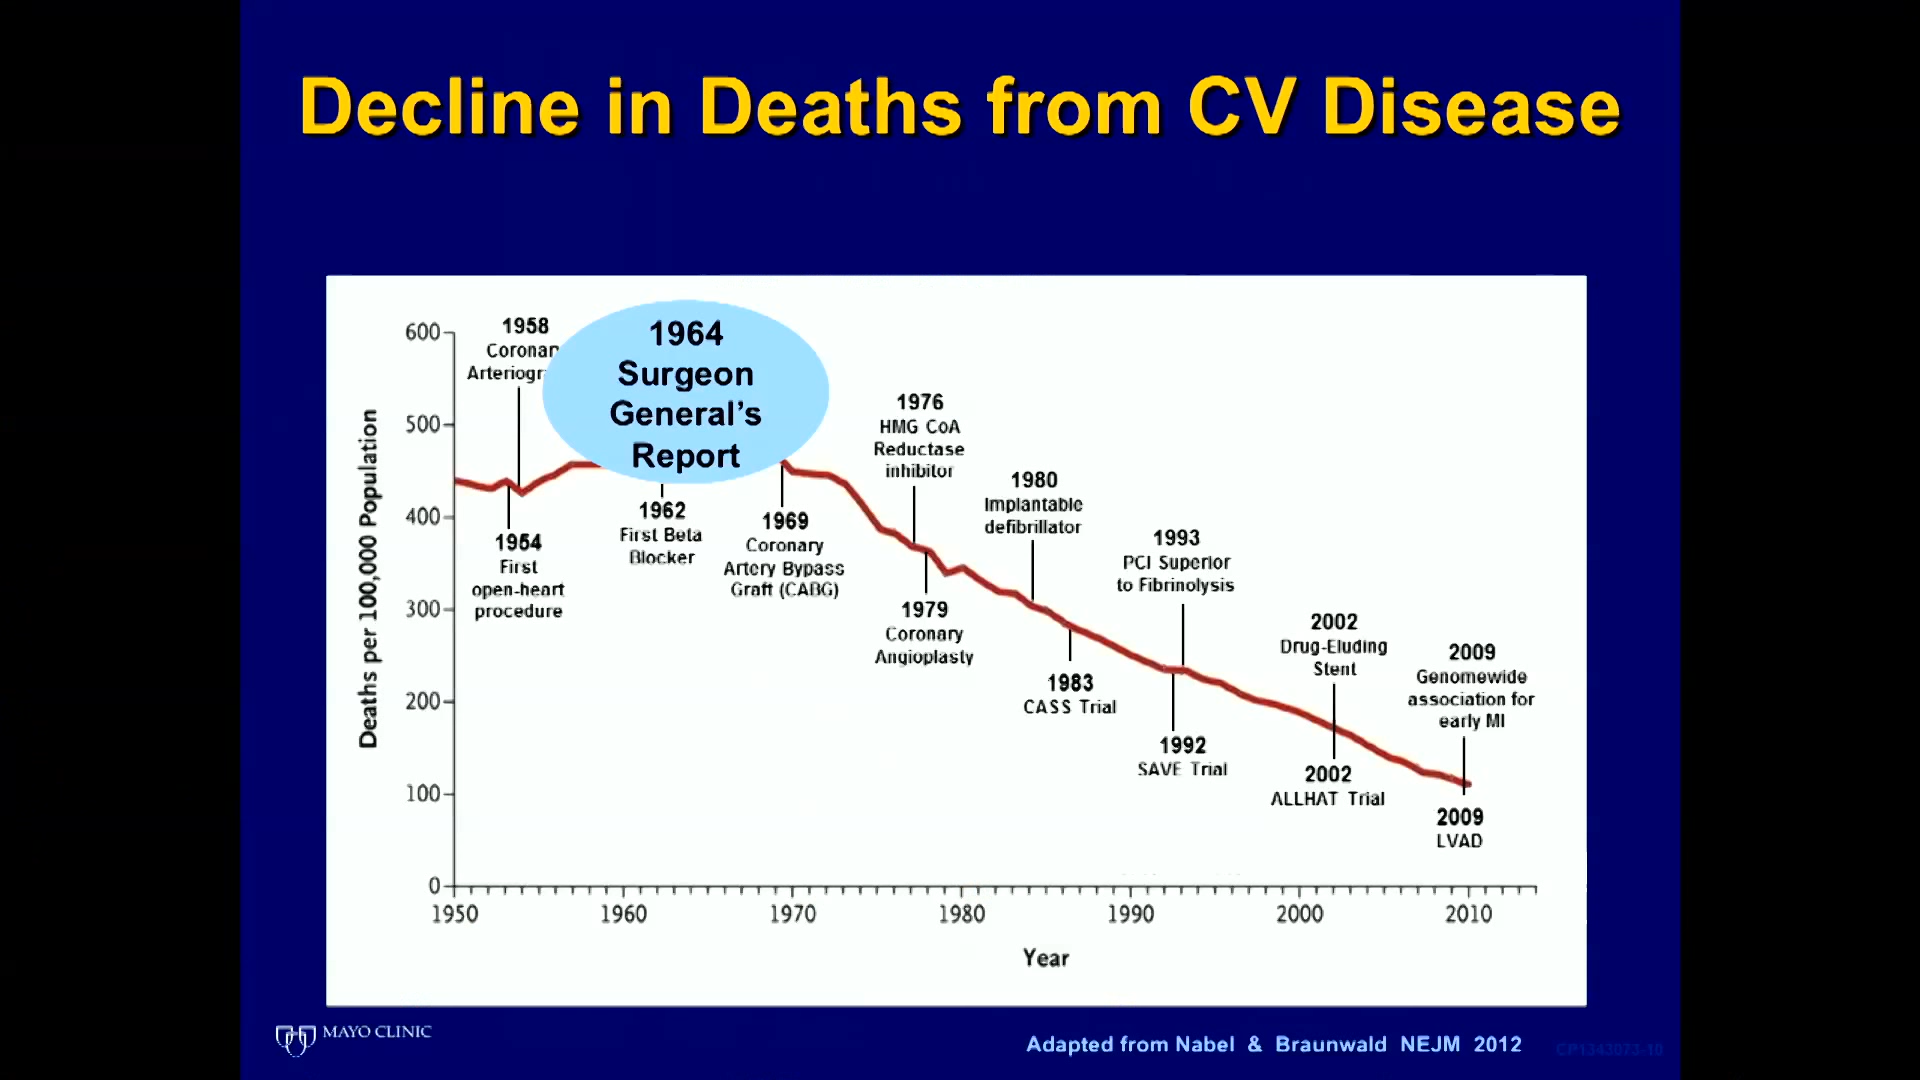 Decline in Deaths from CV Disease
600
500
400
300
200
100
0
Deaths per 100,000 Population
1958
Coronar
Arteriogr
1964
Surgeon
General’s
Report
1954
First
open-heart
procedure
1962
First Beta
Blocker
1969
Coronary
Artery Bypass
Graft (CABG)
1976
HMG CoA
Reductase
inhibitor
1979
Coronary
Angioplasty
1980
Implantable
defibrillator
1983
CASS Trial
1993
PCI Superior
to Fibrinolysis
1992
SAVE Trial
2002
Drug-Eluding
Stent
2002
ALLHAT Trial
2009
Genomewide
association for
early MI
2009
LVAD
1950 1960 1970 1980 1990 2000 2010
Year
MAYO CLINIC
Adapted from Nabel & Braunwald NEJM 2012
CP1343073-10